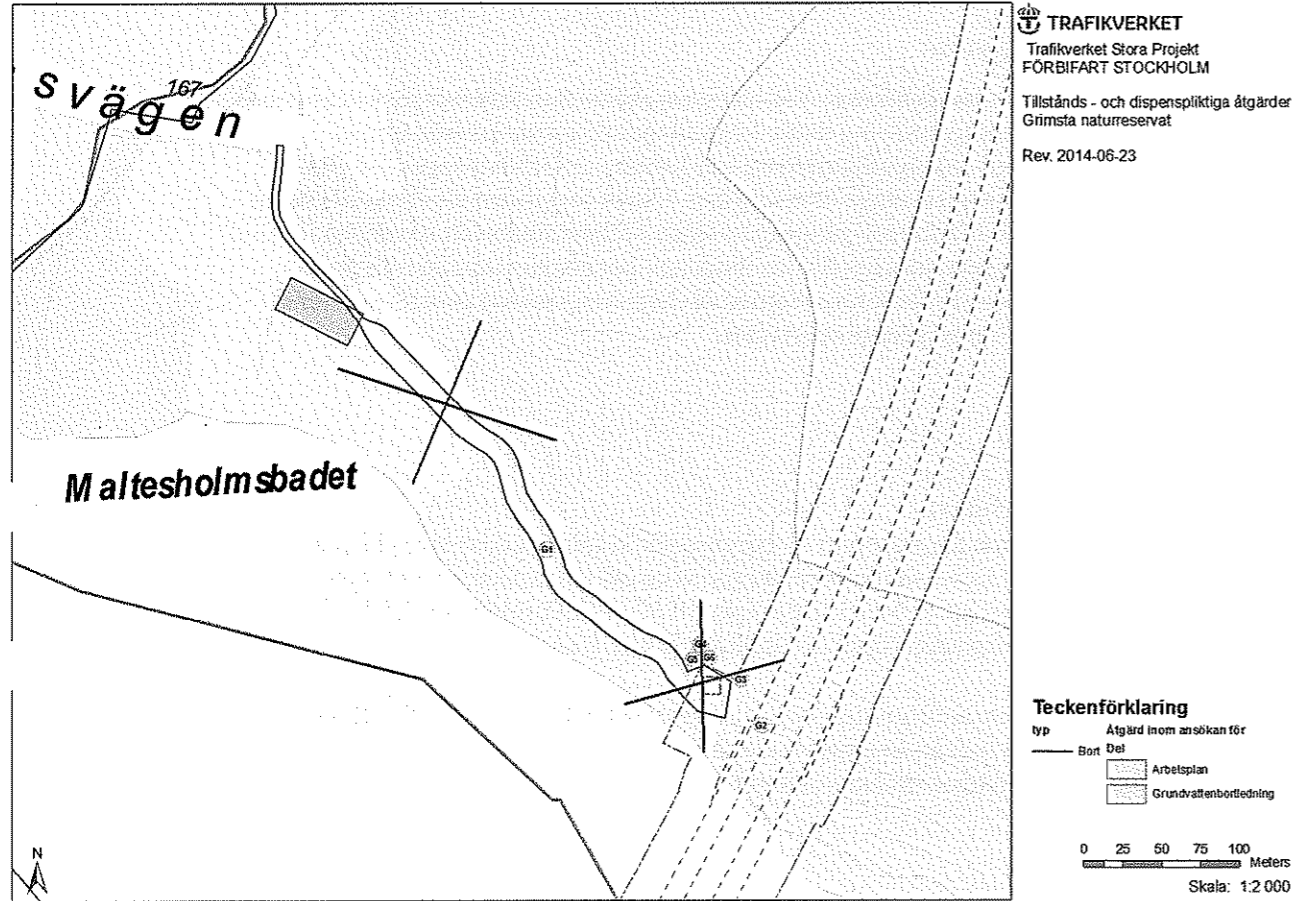 TRAFIKVERKET
Trafikverket Stora Projekt
FÖRBIFART STOCKHOLM
Tillstånds - och dispenspliktiga åtgärder
Grimsta naturreservat
Rev. 2014-06-23
svägen
167
Maltesholmsbadet
G1
G4
G5 G6
G3
G2
Teckenförklaring
typ Åtgärd inom ansökan för
Bort Del
Arbetsplan
Grundvattenbortledning
0 25 50 75 100
Meters
Skala: 1:2 000
N